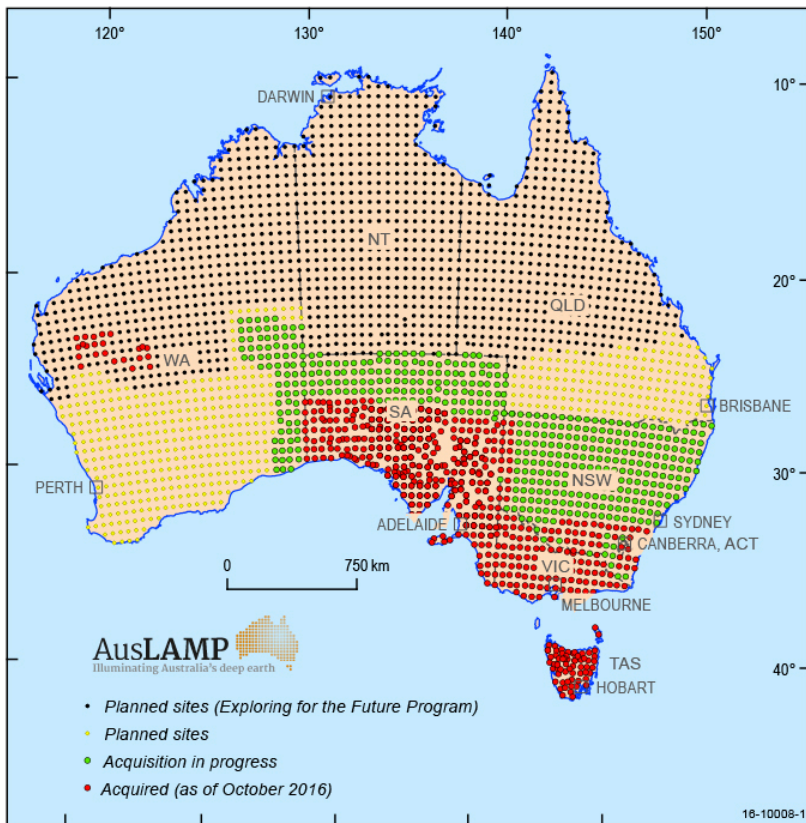 120°
130°
140°
150°
10°
DARWIN
NT
20°
QLD
WA
SA
BRISBANE
30°
NSW
PERTH
SYDNEY
ADELAIDE
CANBERRA, ACT
VIC
0
750 km
MELBOURNE
AusLAMP
Illuminating Australia's deep earth
TAS
40°
HOBART
Planned sites (Exploring for the Future Program)
Planned sites
Acquisition in progress
Acquired (as of October 2016)
16-10008-1